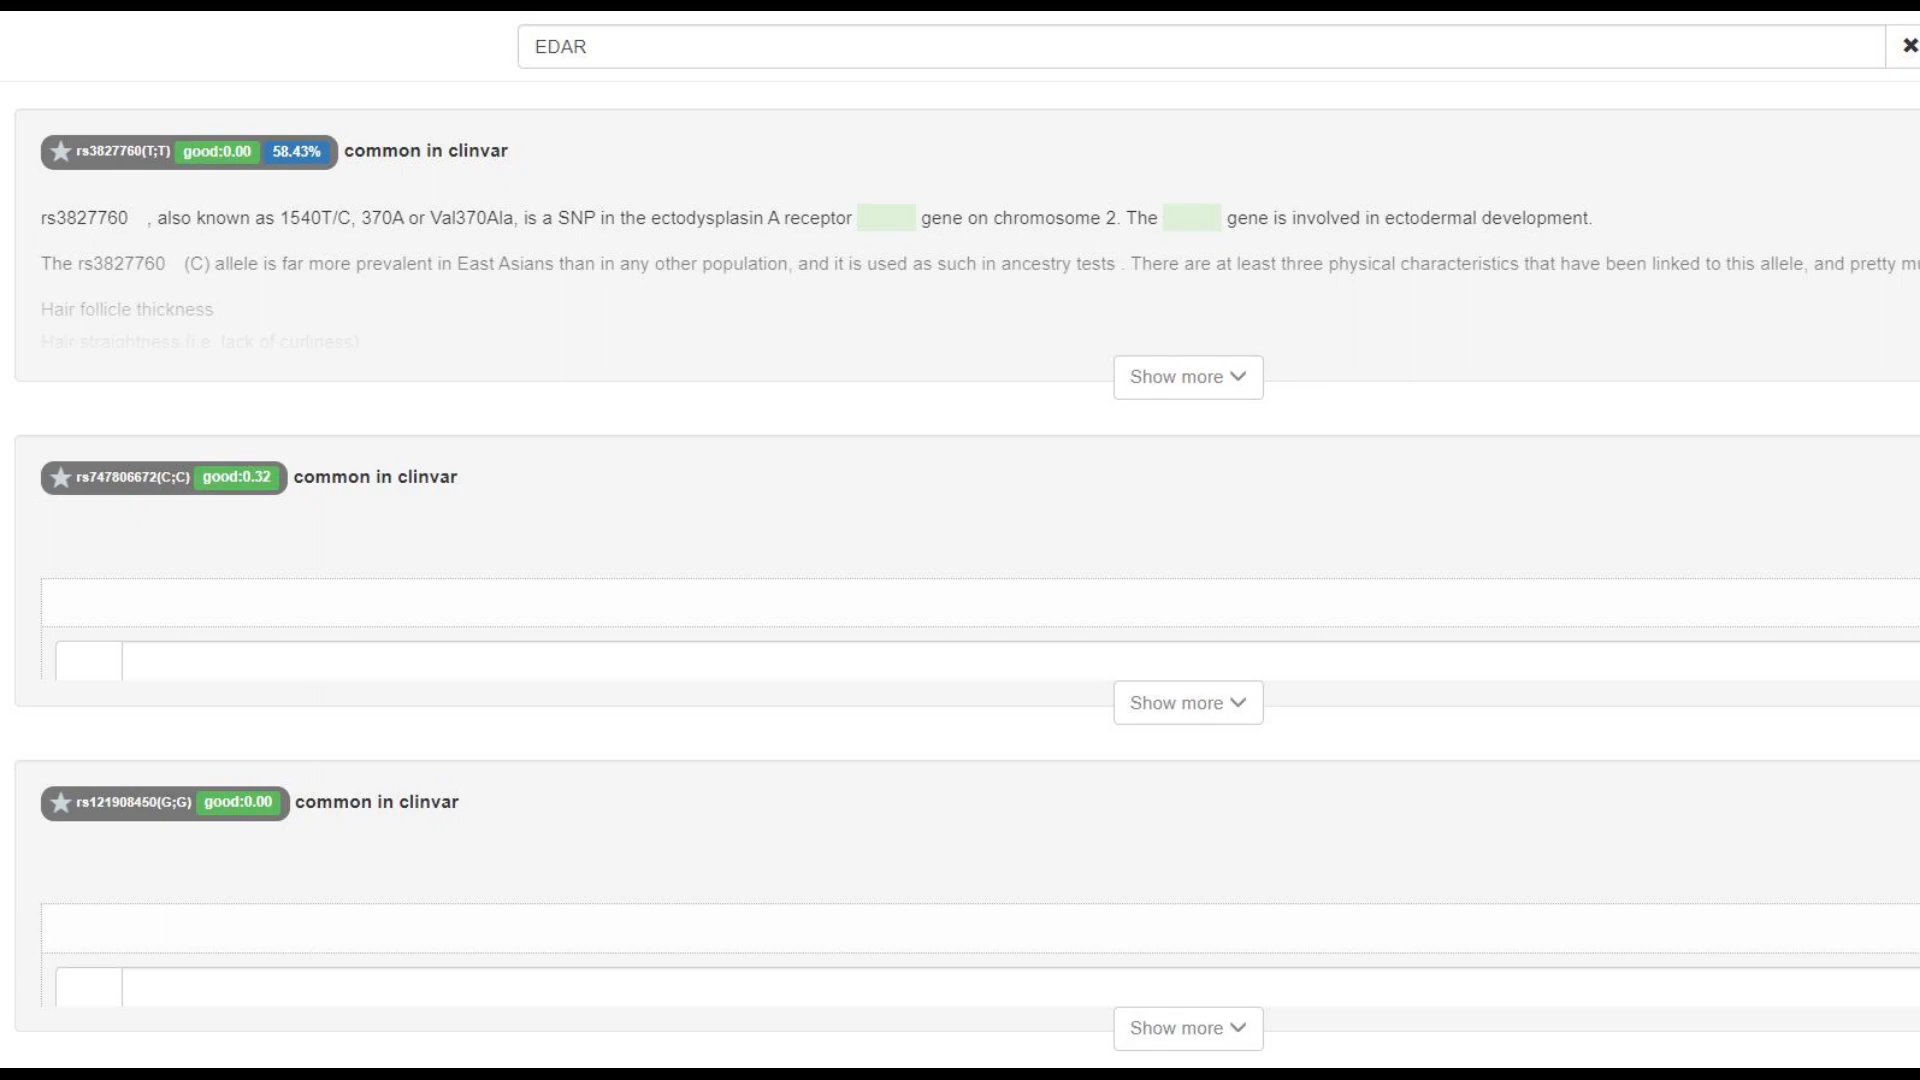 EDAR
rs3827760(T;T) good:0.00 58.43% common in clinvar
rs3827760 , also known as 1540T/C, 370A or Val370Ala, is a SNP in the ectodysplasin A receptor gene on chromosome 2. The gene is involved in ectodermal development.
The rs3827760 (C) allele is far more prevalent in East Asians than in any other population, and it is used as such in ancestry tests . There are at least three physical characteristics that have been linked to this allele, and pretty
Hair follicle thickness
Hair straightness (i.e. lack of curliness)
Show more
rs747806672(C;C) good:0.32 common in clinvar
Show more
rs121908450(G;G) good:0.00 common in clinvar
Show more